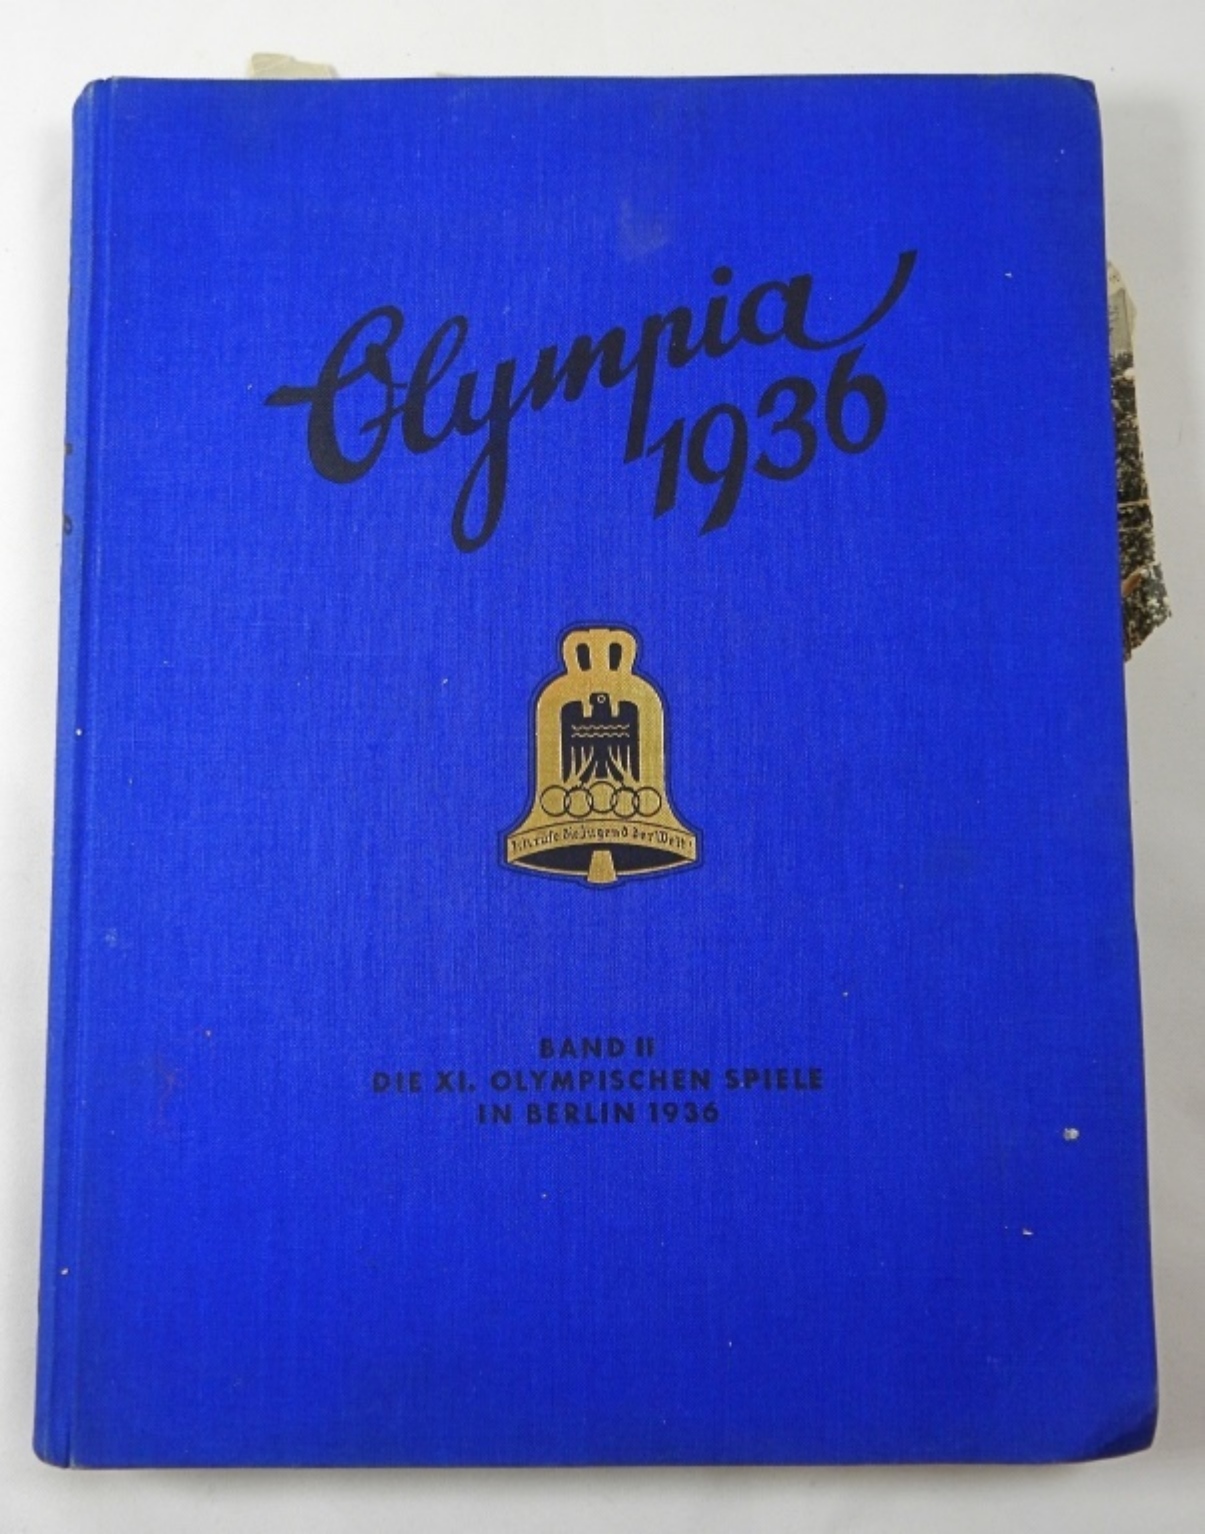 Olympia
1936
Ich rufe die Jugend der Welt!
BAND II
DIE XI. OLYMPISCHEN SPIELE
IN BERLIN 1936